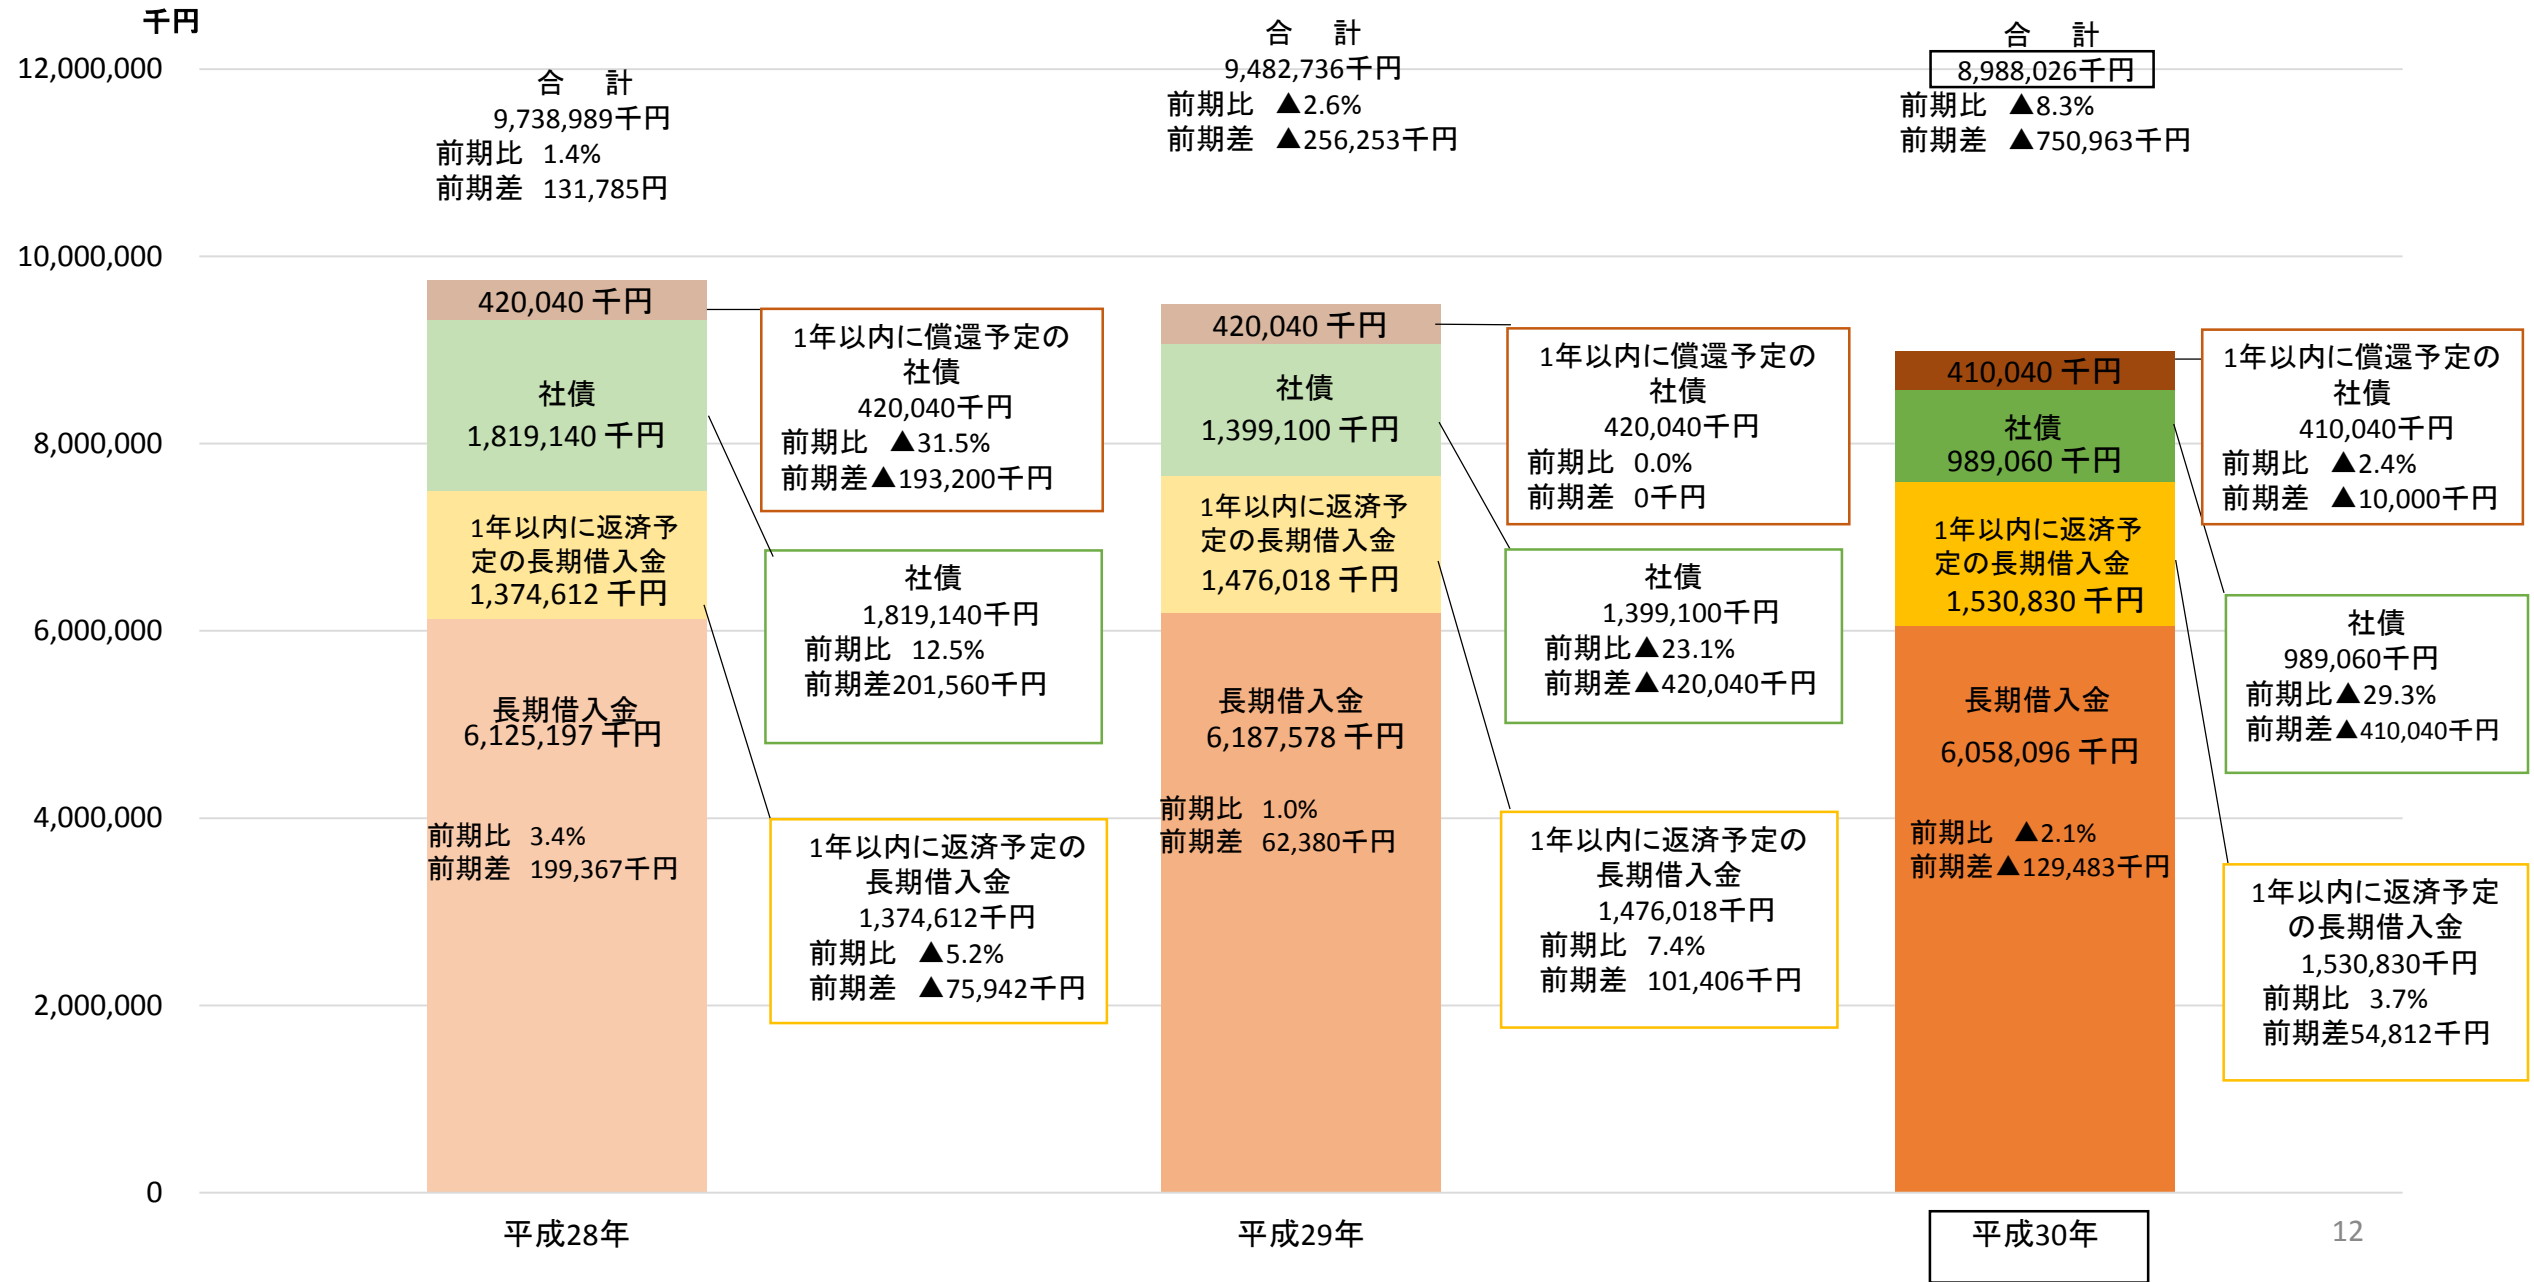 千円
12,000,000
10,000,000
8,000,000
6,000,000
4,000,000
2,000,000
0
合 計
9,738,989千円
前期比 1.4%
前期差 131,785円
420,040 千円
社債
1,819,140 千円
1年以内に返済予
定の長期借入金
1,374,612 千円
長期借入金
6,125,197 千円
前期比 3.4%
前期差 199,367千円
1年以内に償還予定の
社債
420,040千円
前期比 ▲31.5%
前期差▲193,200千円
社債
1,819,140千円
前期比 12.5%
前期差201,560千円
1年以内に返済予定の
長期借入金
1,374,612千円
前期比 ▲5.2%
前期差 ▲75,942千円
平成28年
合 計
9,482,736千円
前期比 ▲2.6%
前期差 ▲256,253千円
420,040 千円
社債
1,399,100 千円
1年以内に返済予
定の長期借入金
1,476,018 千円
長期借入金
6,187,578 千円
前期比 1.0%
前期差 62,380千円
1年以内に償還予定の
社債
420,040千円
前期比 0.0%
前期差 0千円
社債
1,399,100千円
前期比▲23.1%
前期差▲420,040千円
1年以内に返済予定の
長期借入金
1,476,018千円
前期比 7.4%
前期差 101,406千円
平成29年
合 計
8,988,026千円
前期比 ▲8.3%
前期差 ▲750,963千円
410,040 千円
社債
989,060 千円
1年以内に返済予
定の長期借入金
1,530,830 千円
長期借入金
6,058,096 千円
前期比 ▲2.1%
前期差▲129,483千円
1年以内に償還予定の
社債
410,040千円
前期比 ▲2.4%
前期差 ▲10,000千円
社債
989,060千円
前期比▲29.3%
前期差▲410,040千円
1年以内に返済予定
の長期借入金
1,530,830千円
前期比 3.7%
前期差54,812千円
平成30年
12